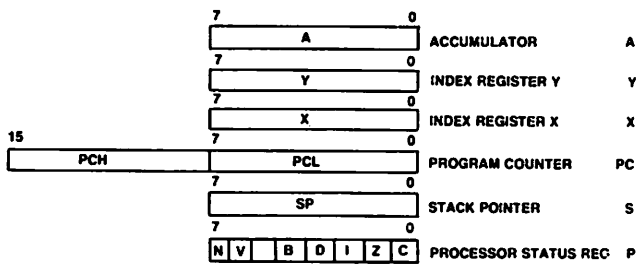 7 0
A ACCUMULATOR A
7 0
Y INDEX REGISTER Y Y
7 0
X INDEX REGISTER X X
15 7 0
PCH PCL PROGRAM COUNTER PC
7 0
SP STACK POINTER S
7 0
N V B D I Z C PROCESSOR STATUS REG P